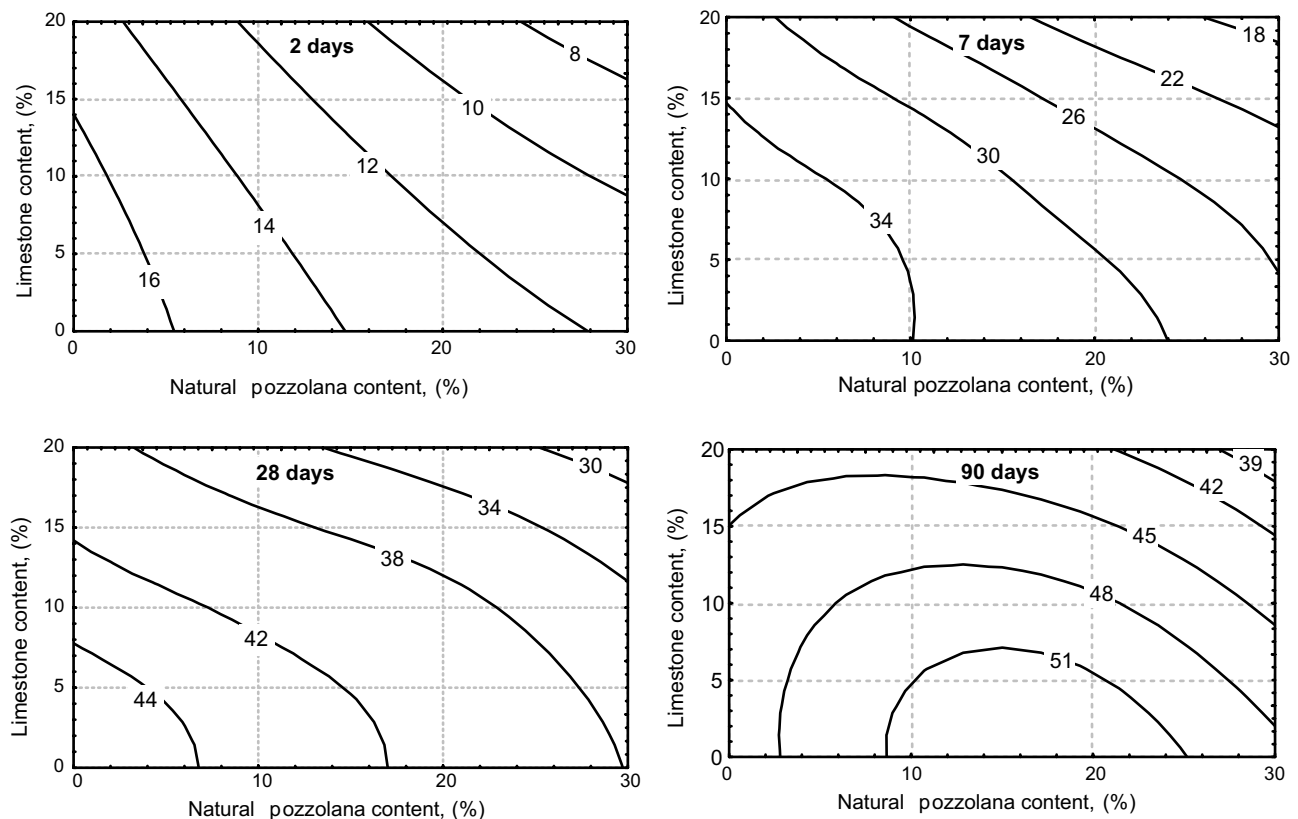 20
15
10
5
0
Limestone content, (%)
2 days
8
10
12
14
16
0 10 20 30
Natural pozzolana content, (%)
20
15
10
5
0
Limestone content, (%)
7 days
18
22
26
30
34
0 10 20 30
Natural pozzolana content, (%)
20
15
10
5
0
Limestone content, (%)
28 days
30
34
38
42
44
0 10 20 30
Natural pozzolana content, (%)
20
15
10
5
0
Limestone content, (%)
90 days
39
42
45
48
51
0 10 20 30
Natural pozzolana content, (%)